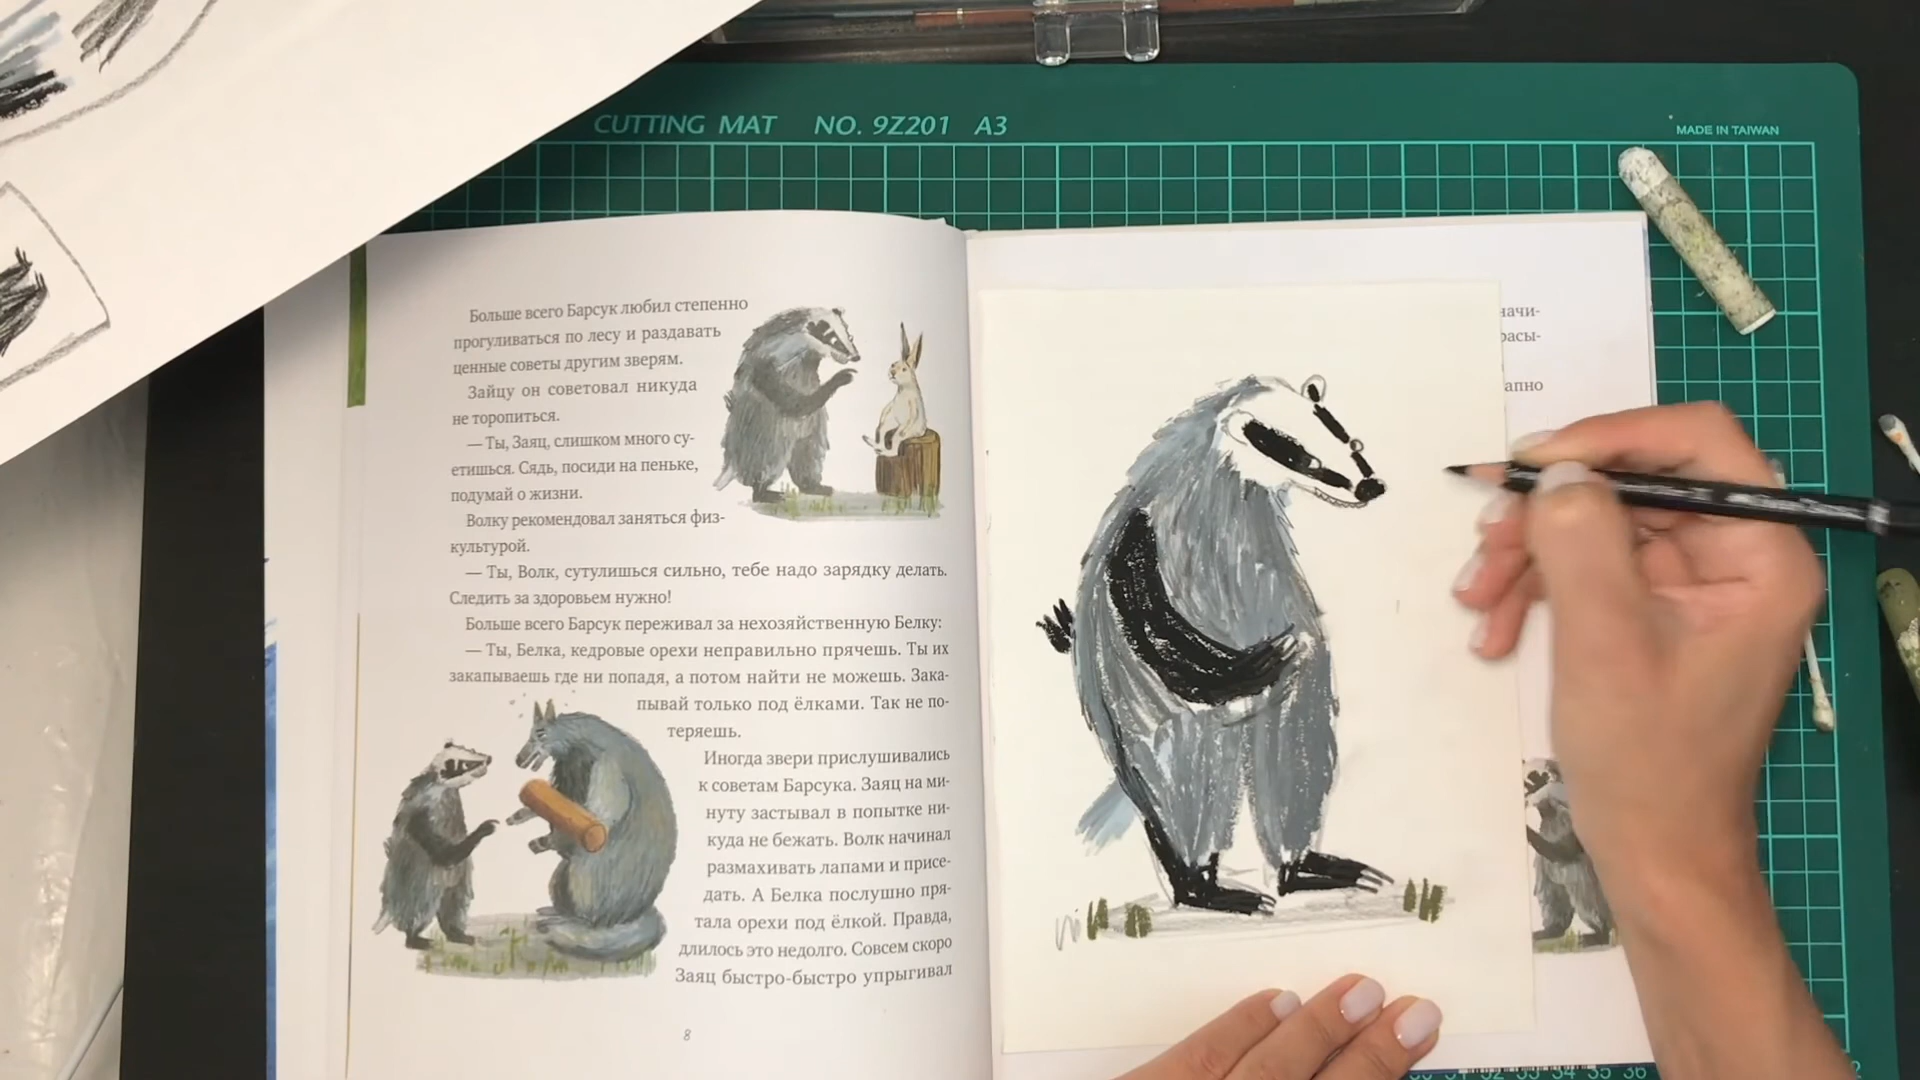 CUTTING MAT NO. 9Z201 A3
MADE IN TAIWAN
Больше всего Барсук любил степенно
прогуливаться по лесу и раздавать
ценные советы другим зверям.
Зайцу он советовал никуда
не торопиться.
— Ты, Заяц, слишком много су-
етишься. Сядь, посиди на пеньке,
подумай о жизни.
Волку рекомендовал заняться физ-
культурой.
— Ты, Волк, сутулишься сильно, тебе надо зарядку делать.
Следить за здоровьем нужно!
Больше всего Барсук переживал за нехозяйственную Белку:
— Ты, Белка, кедровые орехи неправильно прячешь. Ты их
закапываешь где ни попадя, а потом найти не можешь. Зака-
пывай только под ёлками. Так не по-
теряешь.
Иногда звери прислушивались
к советам Барсука. Заяц на ми-
нуту застывал в попытке ни-
куда не бежать. Волк начинал
размахивать лапами и присе-
дать. А Белка послушно пря-
тала орехи под ёлкой. Правда,
длилось это недолго. Совсем скоро
Заяц быстро-быстро упрыгивал
8
начи-
расы-
апно
32 33 34 35 36